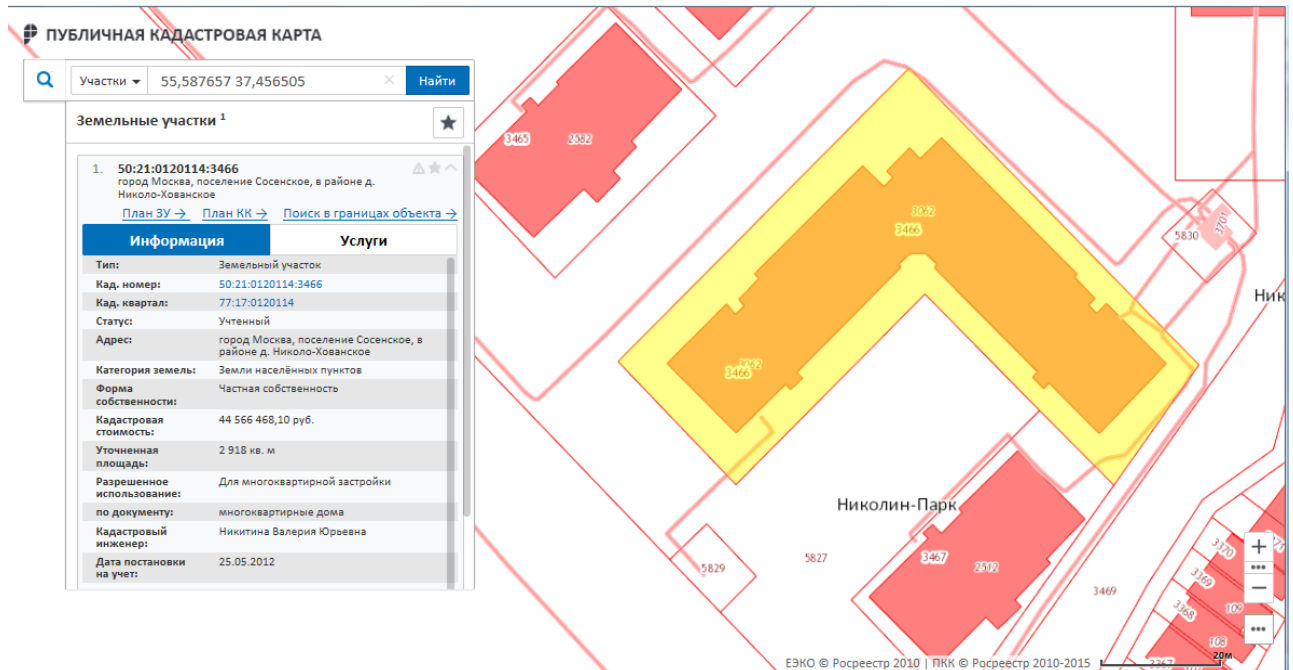 ПУБЛИЧНАЯ КАДАСТРОВАЯ КАРТА
Участки 55,587657 37,456505 × Найти
Земельные участки 1
1. 50:21:0120114:3466
город Москва, поселение Сосенское, в районе д.
Николо-Хованское
План ЗУ → План КК → Поиск в границах объекта →
Информация Услуги
Тип: Земельный участок
Кад. номер: 50:21:0120114:3466
Кад. квартал: 77:17:0120114
Статус: Учтенный
Адрес: город Москва, поселение Сосенское, в
районе д. Николо-Хованское
Категория земель: Земли населённых пунктов
Форма
собственности: Частная собственность
Кадастровая
стоимость: 44 566 468,10 руб.
Уточненная
площадь: 2 918 кв. м
Разрешенное
использование: Для многоквартирной застройки
по документу: многоквартирные дома
Кадастровый
инженер: Никитина Валерия Юрьевна
Дата постановки
на учет: 25.05.2012
3465
2582
3062
3466
5830
3701
Ник
3062
3466
Николин-Парк
5829
5827
3467
2512
3469
3370
3369
3368
109
108
3367
+
−
20м
ЕЭКО © Росреестр 2010 | ПКК © Росреестр 2010-2015